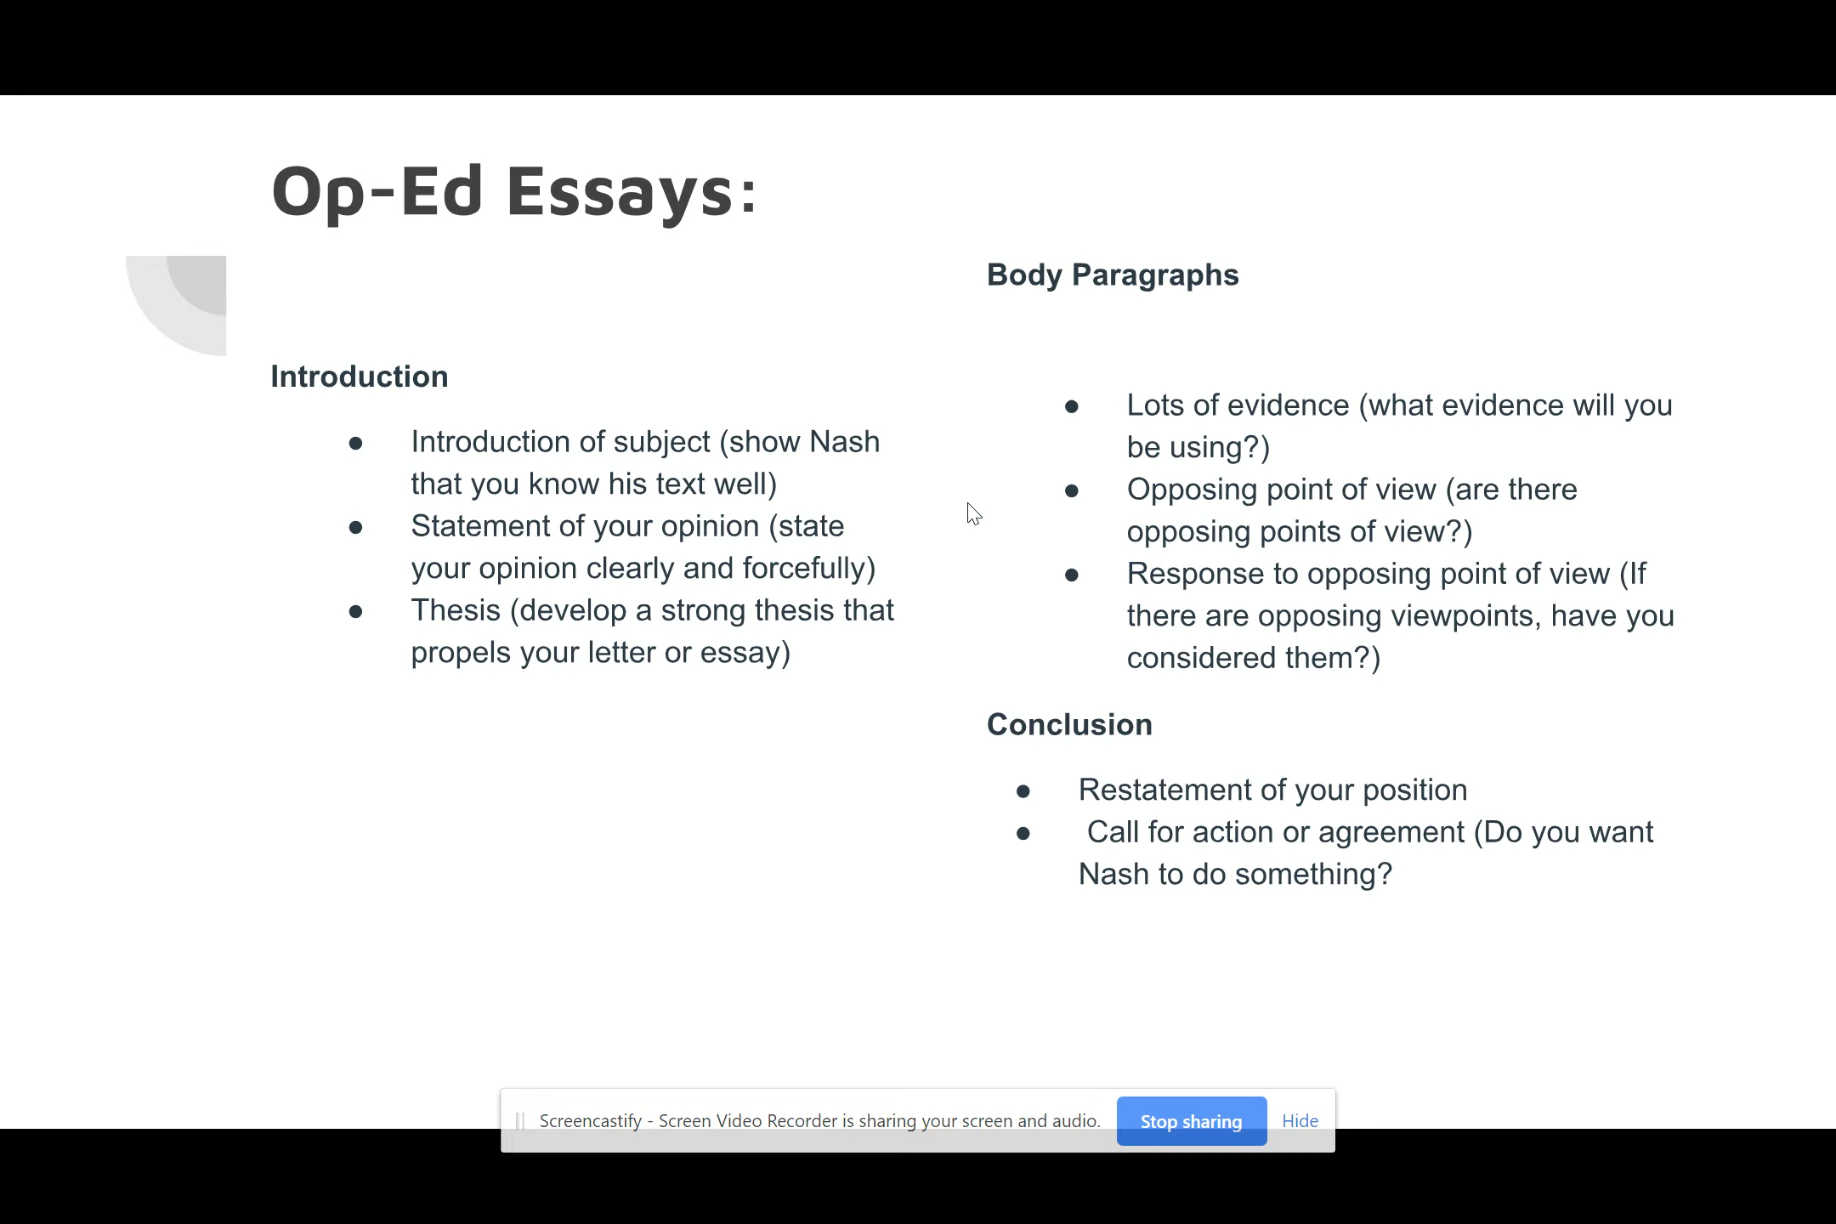 Op-Ed Essays:
Introduction
● Introduction of subject (show Nash
that you know his text well)
● Statement of your opinion (state
your opinion clearly and forcefully)
● Thesis (develop a strong thesis that
propels your letter or essay)
Body Paragraphs
● Lots of evidence (what evidence will you
be using?)
● Opposing point of view (are there
opposing points of view?)
● Response to opposing point of view (If
there are opposing viewpoints, have you
considered them?)
Conclusion
● Restatement of your position
● Call for action or agreement (Do you want
Nash to do something?
Screencastify - Screen Video Recorder is sharing your screen and audio. Stop sharing Hide